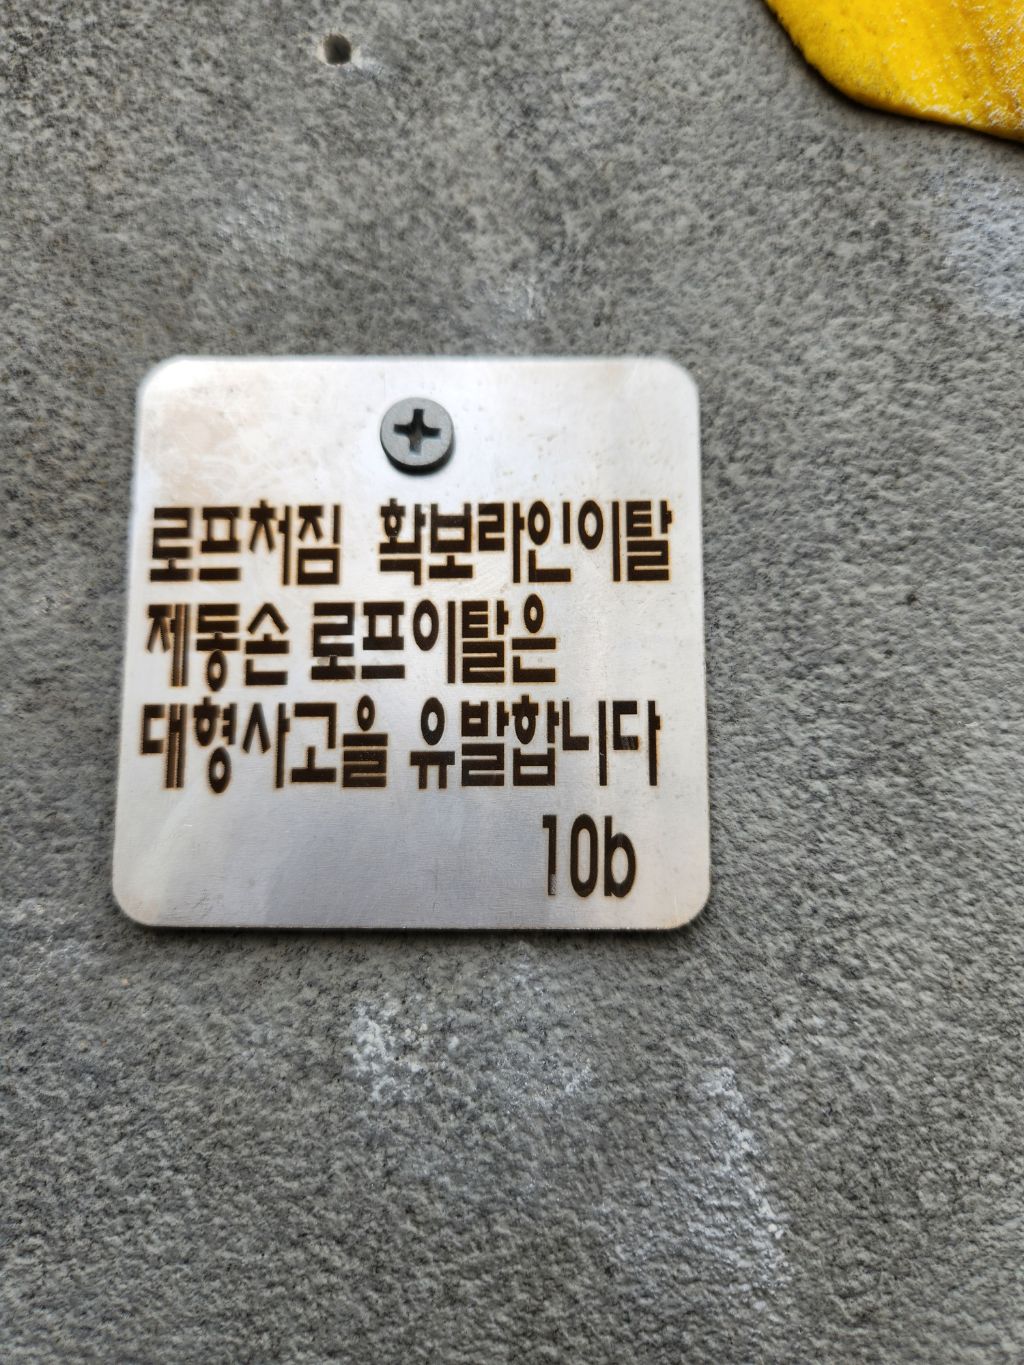 로프처짐 확보라인이탈
제동손 로프이탈은
대형사고을 유발합니다
10b